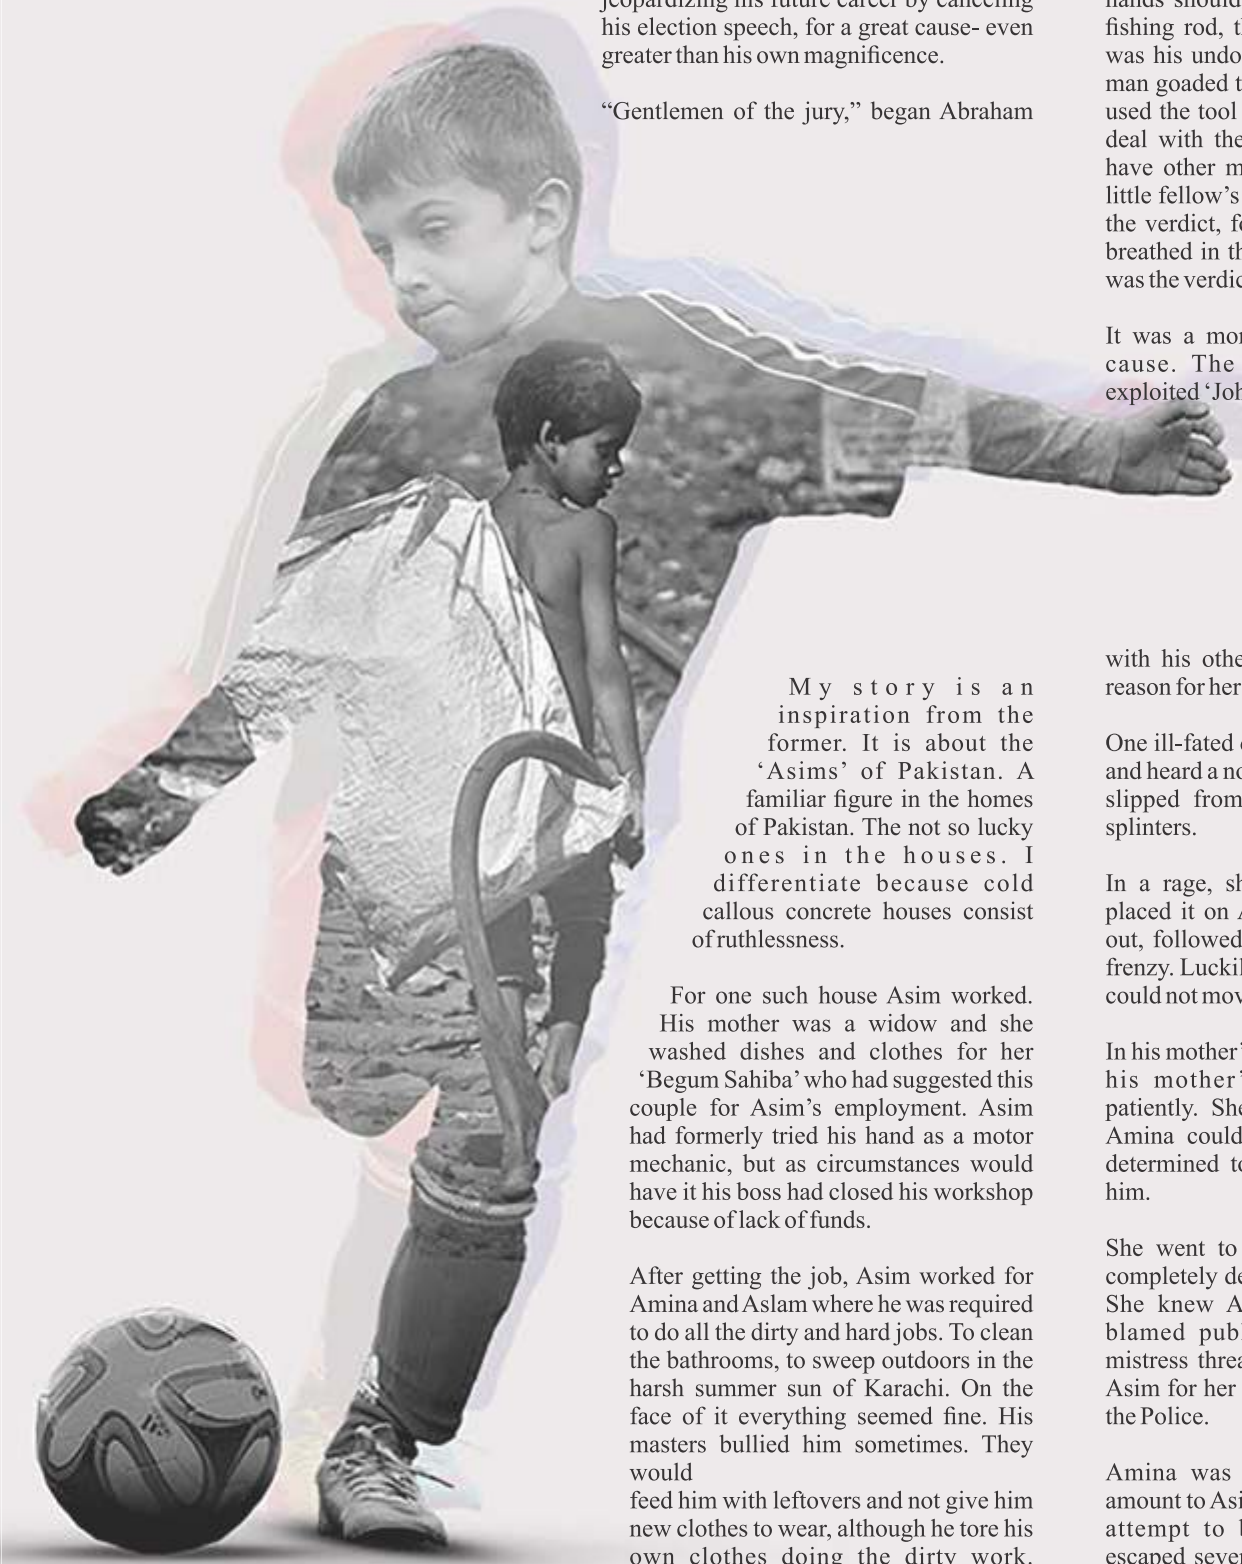 jeopardizing his future career by canceling
his election speech, for a great cause- even
greater than his own magnificence.
“Gentlemen of the jury,” began Abraham
My story is an
inspiration from the
former. It is about the
‘Asims’ of Pakistan. A
familiar figure in the homes
of Pakistan. The not so lucky
ones in the houses. I
differentiate because cold
callous concrete houses consist
of ruthlessness.
For one such house Asim worked.
His mother was a widow and she
washed dishes and clothes for her
‘Begum Sahiba’ who had suggested this
couple for Asim’s employment. Asim
had formerly tried his hand as a motor
mechanic, but as circumstances would
have it his boss had closed his workshop
because of lack of funds.
After getting the job, Asim worked for
Amina and Aslam where he was required
to do all the dirty and hard jobs. To clean
the bathrooms, to sweep outdoors in the
harsh summer sun of Karachi. On the
face of it everything seemed fine. His
masters bullied him sometimes. They
would
feed him with leftovers and not give him
new clothes to wear, although he tore his
own clothes doing the dirty work.
hands
fishing rod,
was his
man goaded
used the tool
deal with
have other
little fellow’s
the verdict,
breathed in
was the
It was a
cause. The
exploited
with his
reason for her
One ill-fated
and heard a
slipped from
splinters.
In a rage,
placed it on
out, followed
frenzy.
could not
In his mother’
his mother’
patiently.
Amina could
determined
him.
She went to
completely
She knew
blamed
mistress
Asim for her
the Police.
Amina was
amount to
attempt to
escaped